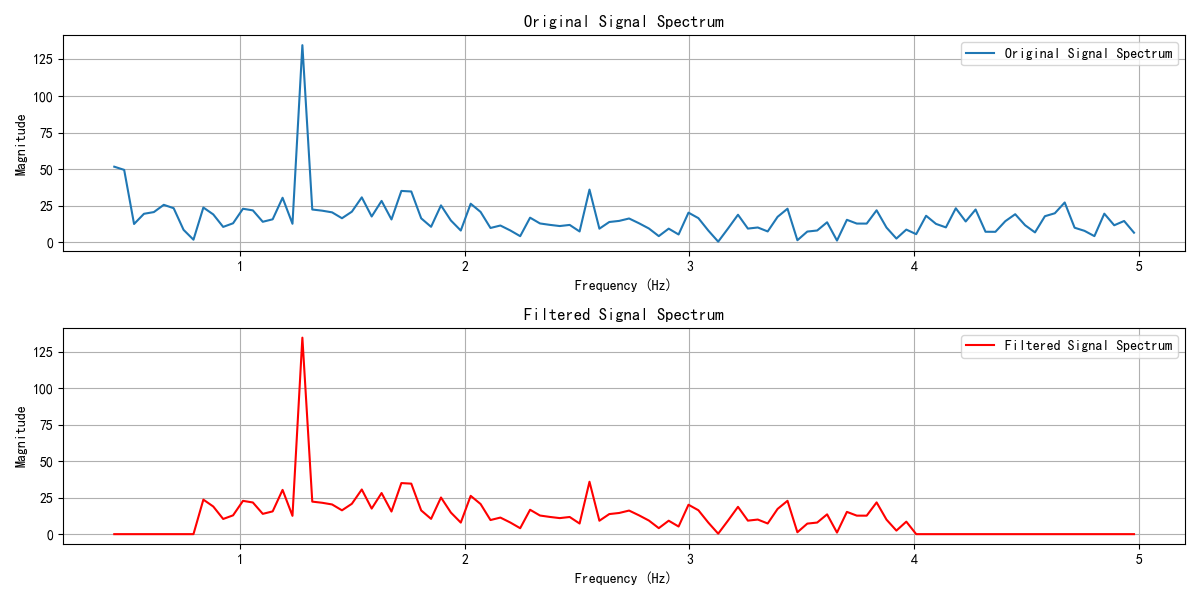 Original Signal Spectrum
Original Signal Spectrum
Magnitude
125
100
75
50
25
0
1 2 3 4 5
Frequency (Hz)
Filtered Signal Spectrum
Filtered Signal Spectrum
Magnitude
125
100
75
50
25
0
1 2 3 4 5
Frequency (Hz)